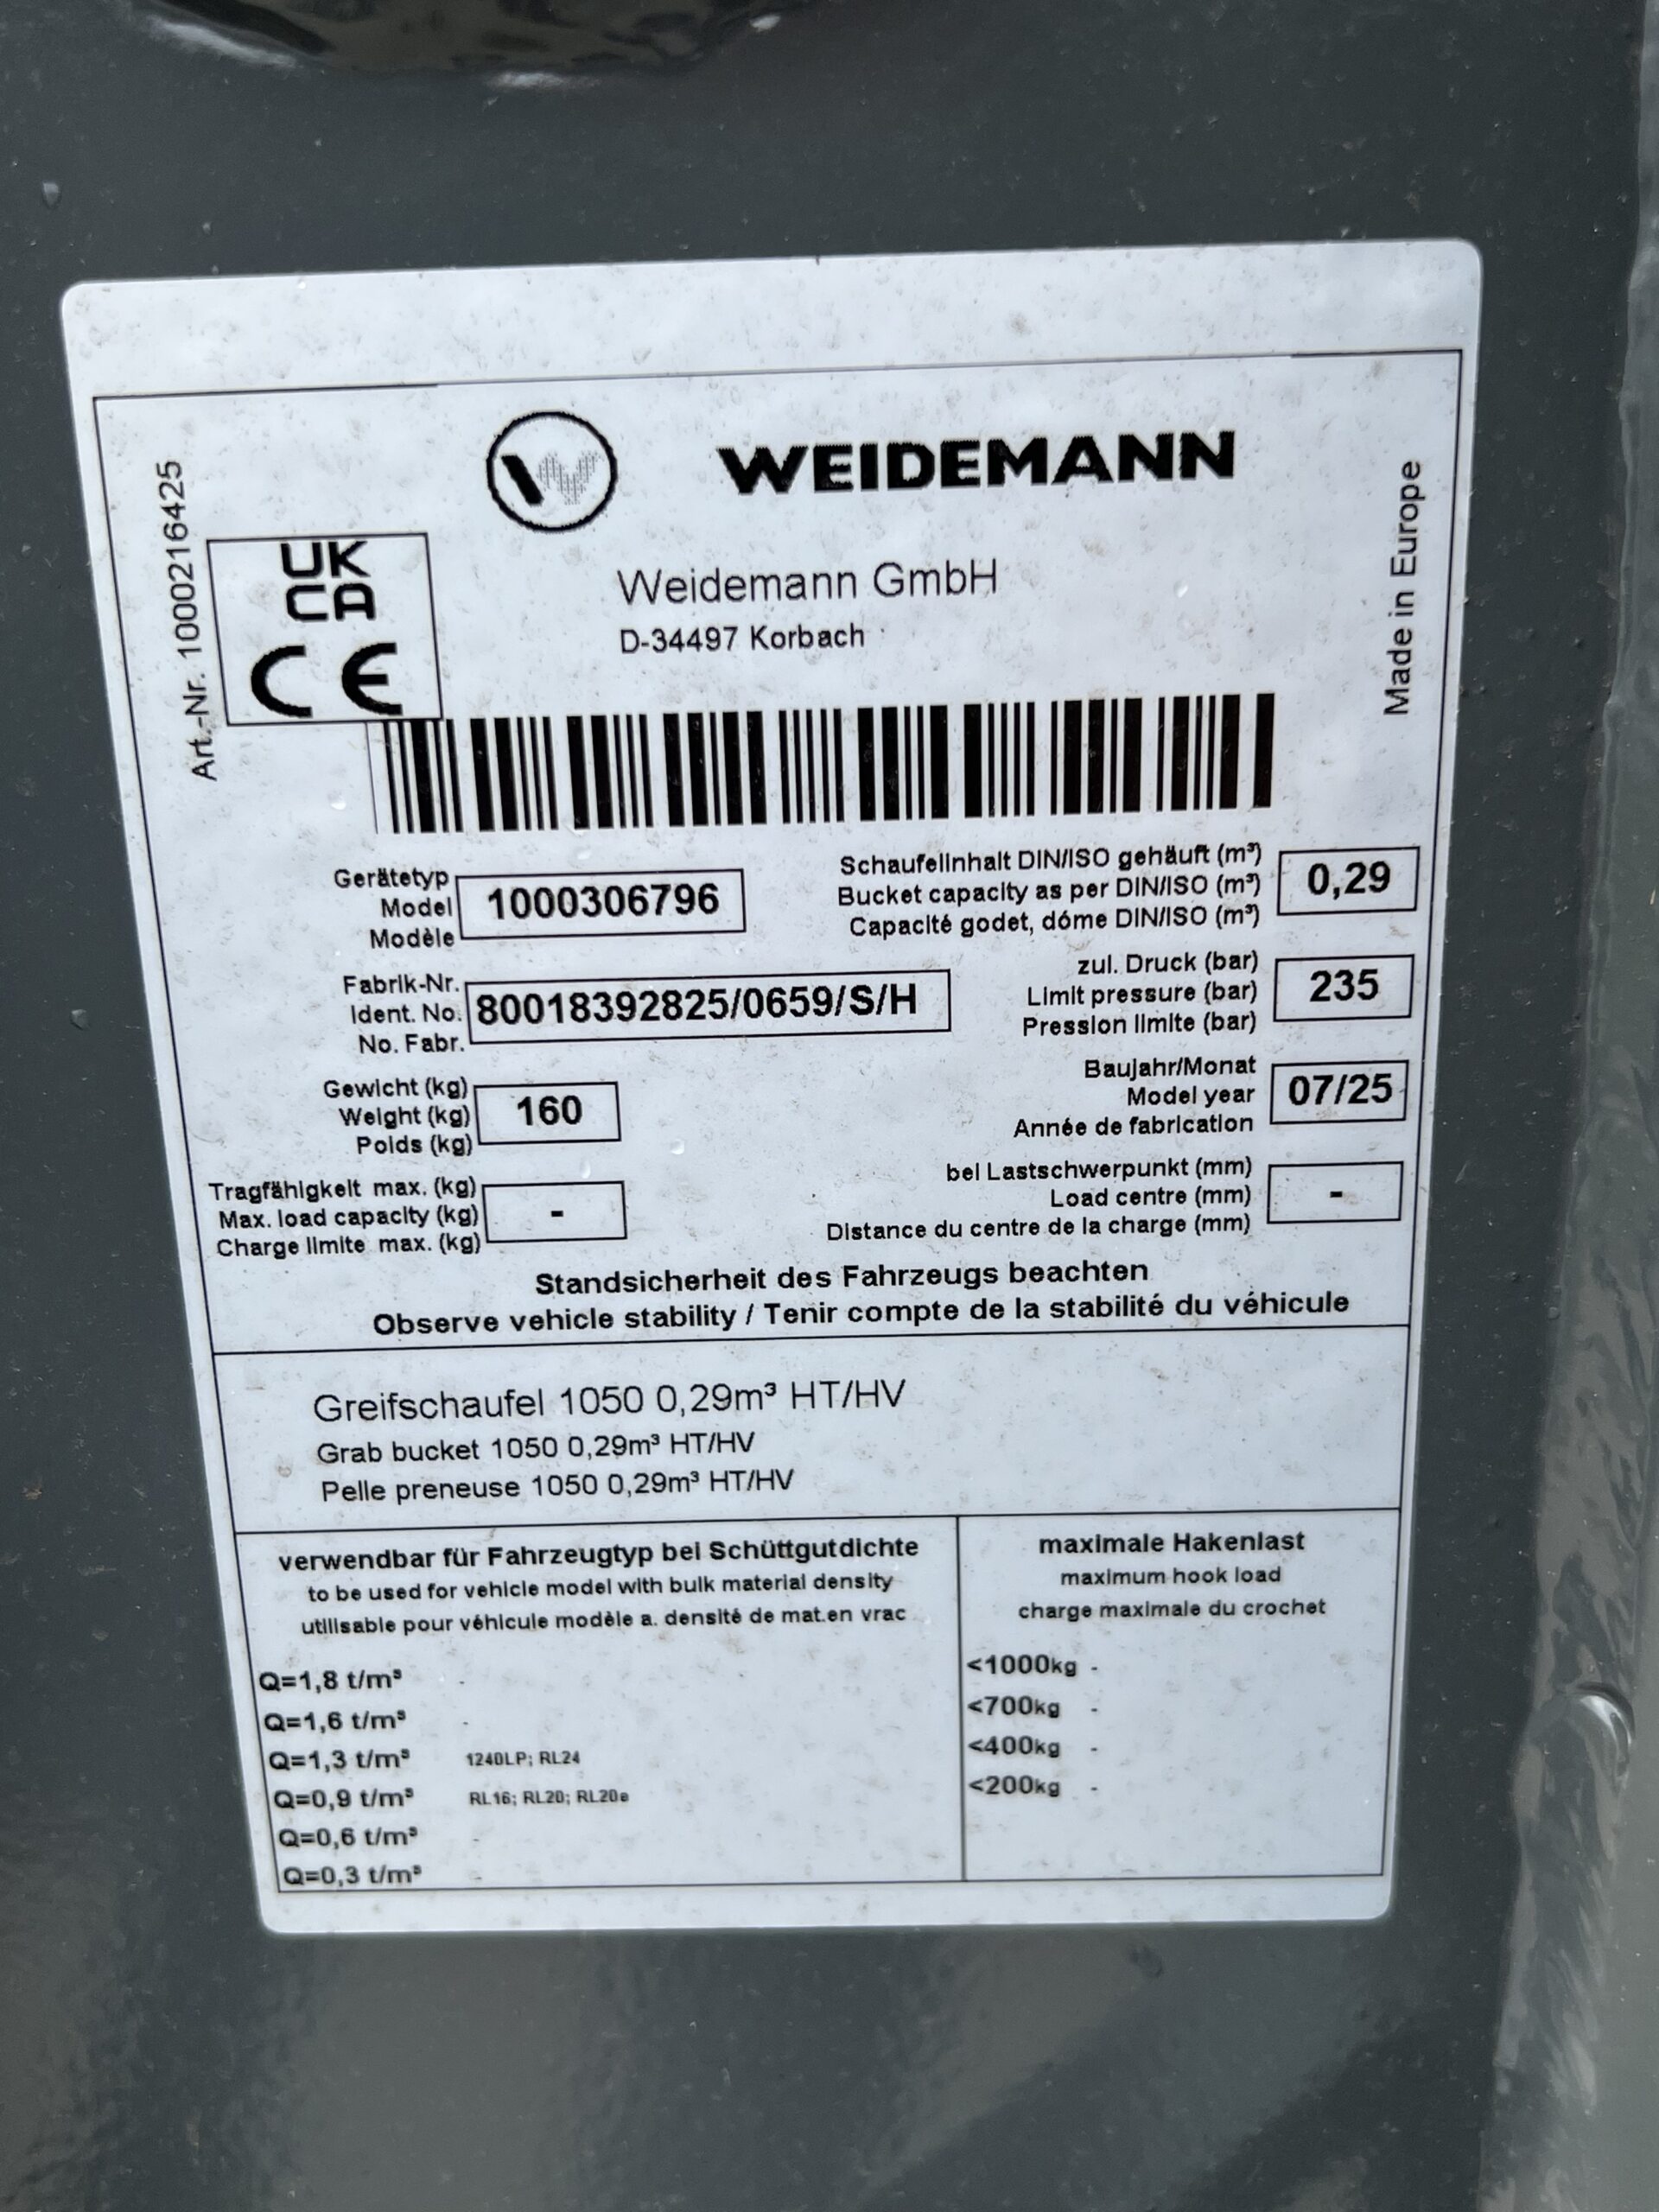 WEIDEMANN
Art.-Nr. 1000216425
UK
CA
CE
Weidemann GmbH
D-34497 Korbach
Made in Europe
Gerätetyp
Model
Modèle
1000306796
Schaufelinhalt DIN/ISO gehäuft (m³)
Bucket capacity as per DIN/ISO (m³)
Capacité godet, dóme DIN/ISO (m³)
0,29
Fabrik-Nr.
Ident. No.
No. Fabr.
80018392825/0659/S/H
zul. Druck (bar)
Limit pressure (bar)
Pression limite (bar)
235
Gewicht (kg)
Weight (kg)
Poids (kg)
160
Baujahr/Monat
Model year
Année de fabrication
07/25
Tragfähigkeit max. (kg)
Max. load capacity (kg)
Charge limite max. (kg)
-
bei Lastschwerpunkt (mm)
Load centre (mm)
Distance du centre de la charge (mm)
-
Standsicherheit des Fahrzeugs beachten
Observe vehicle stability / Tenir compte de la stabilité du véhicule
Greifschaufel 1050 0,29m³ HT/HV
Grab bucket 1050 0,29m³ HT/HV
Pelle preneuse 1050 0,29m³ HT/HV
verwendbar für Fahrzeugtyp bei Schüttgutdichte
to be used for vehicle model with bulk material density
utilisable pour véhicule modèle a. densité de mat.en vrac
Q=1,8 t/m³ -
Q=1,6 t/m³ -
Q=1,3 t/m³ 1240LP; RL24
Q=0,9 t/m³ RL16; RL20; RL20e
Q=0,6 t/m³ -
Q=0,3 t/m³ -
maximale Hakenlast
maximum hook load
charge maximale du crochet
<1000kg -
<700kg -
<400kg -
<200kg -